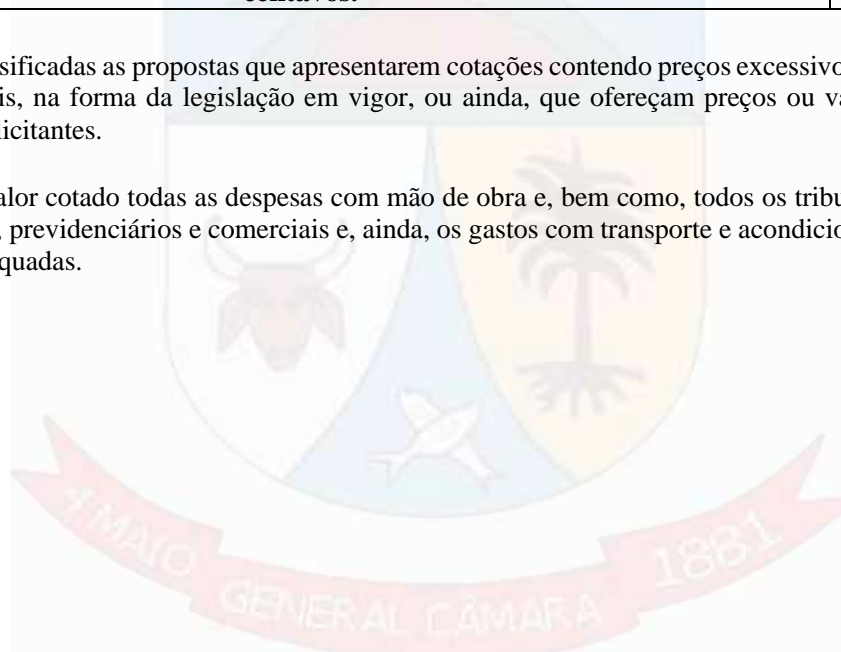 sificadas as propostas que apresentarem cotações contendo preços excessivo
is, na forma da legislação em vigor, ou ainda, que ofereçam preços ou va
licitantes.
alor cotado todas as despesas com mão de obra e, bem como, todos os tribu
, previdenciários e comerciais e, ainda, os gastos com transporte e acondicio
quadas.
4 MAIO
GENERAL CÂMARA
1881